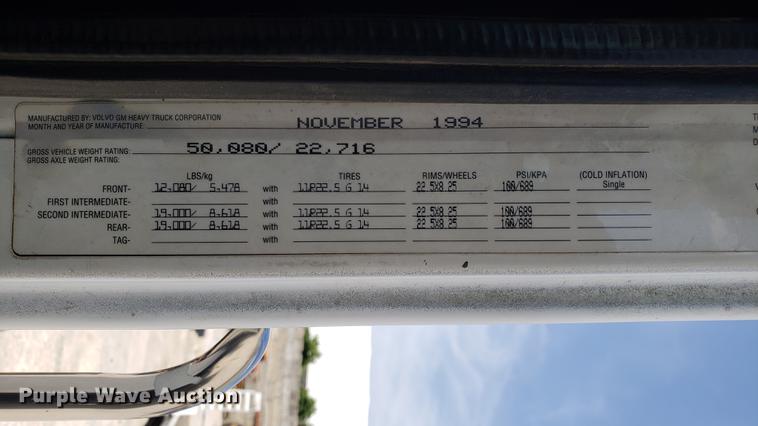 MANUFACTURED BY: VOLVO GM HEAVY TRUCK CORPORATION
MONTH AND YEAR OF MANUFACTURE: NOVEMBER 1994
GROSS VEHICLE WEIGHT RATING: 50,080/ 22,716
GROSS AXLE WEIGHT RATING:
LBS/kg TIRES RIMS/WHEELS PSI/KPA (COLD INFLATION)
FRONT- 12,080/ 5,478 with 11R22.5 G 14 22.5X8.25 100/689 Single
FIRST INTERMEDIATE- with
SECOND INTERMEDIATE- 19,000/ 8,618 with 11R22.5 G 14 22.5X8.25 100/689
REAR- 19,000/ 8,618 with 11R22.5 G 14 22.5X8.25 100/689
TAG- with
Purple Wave Auction